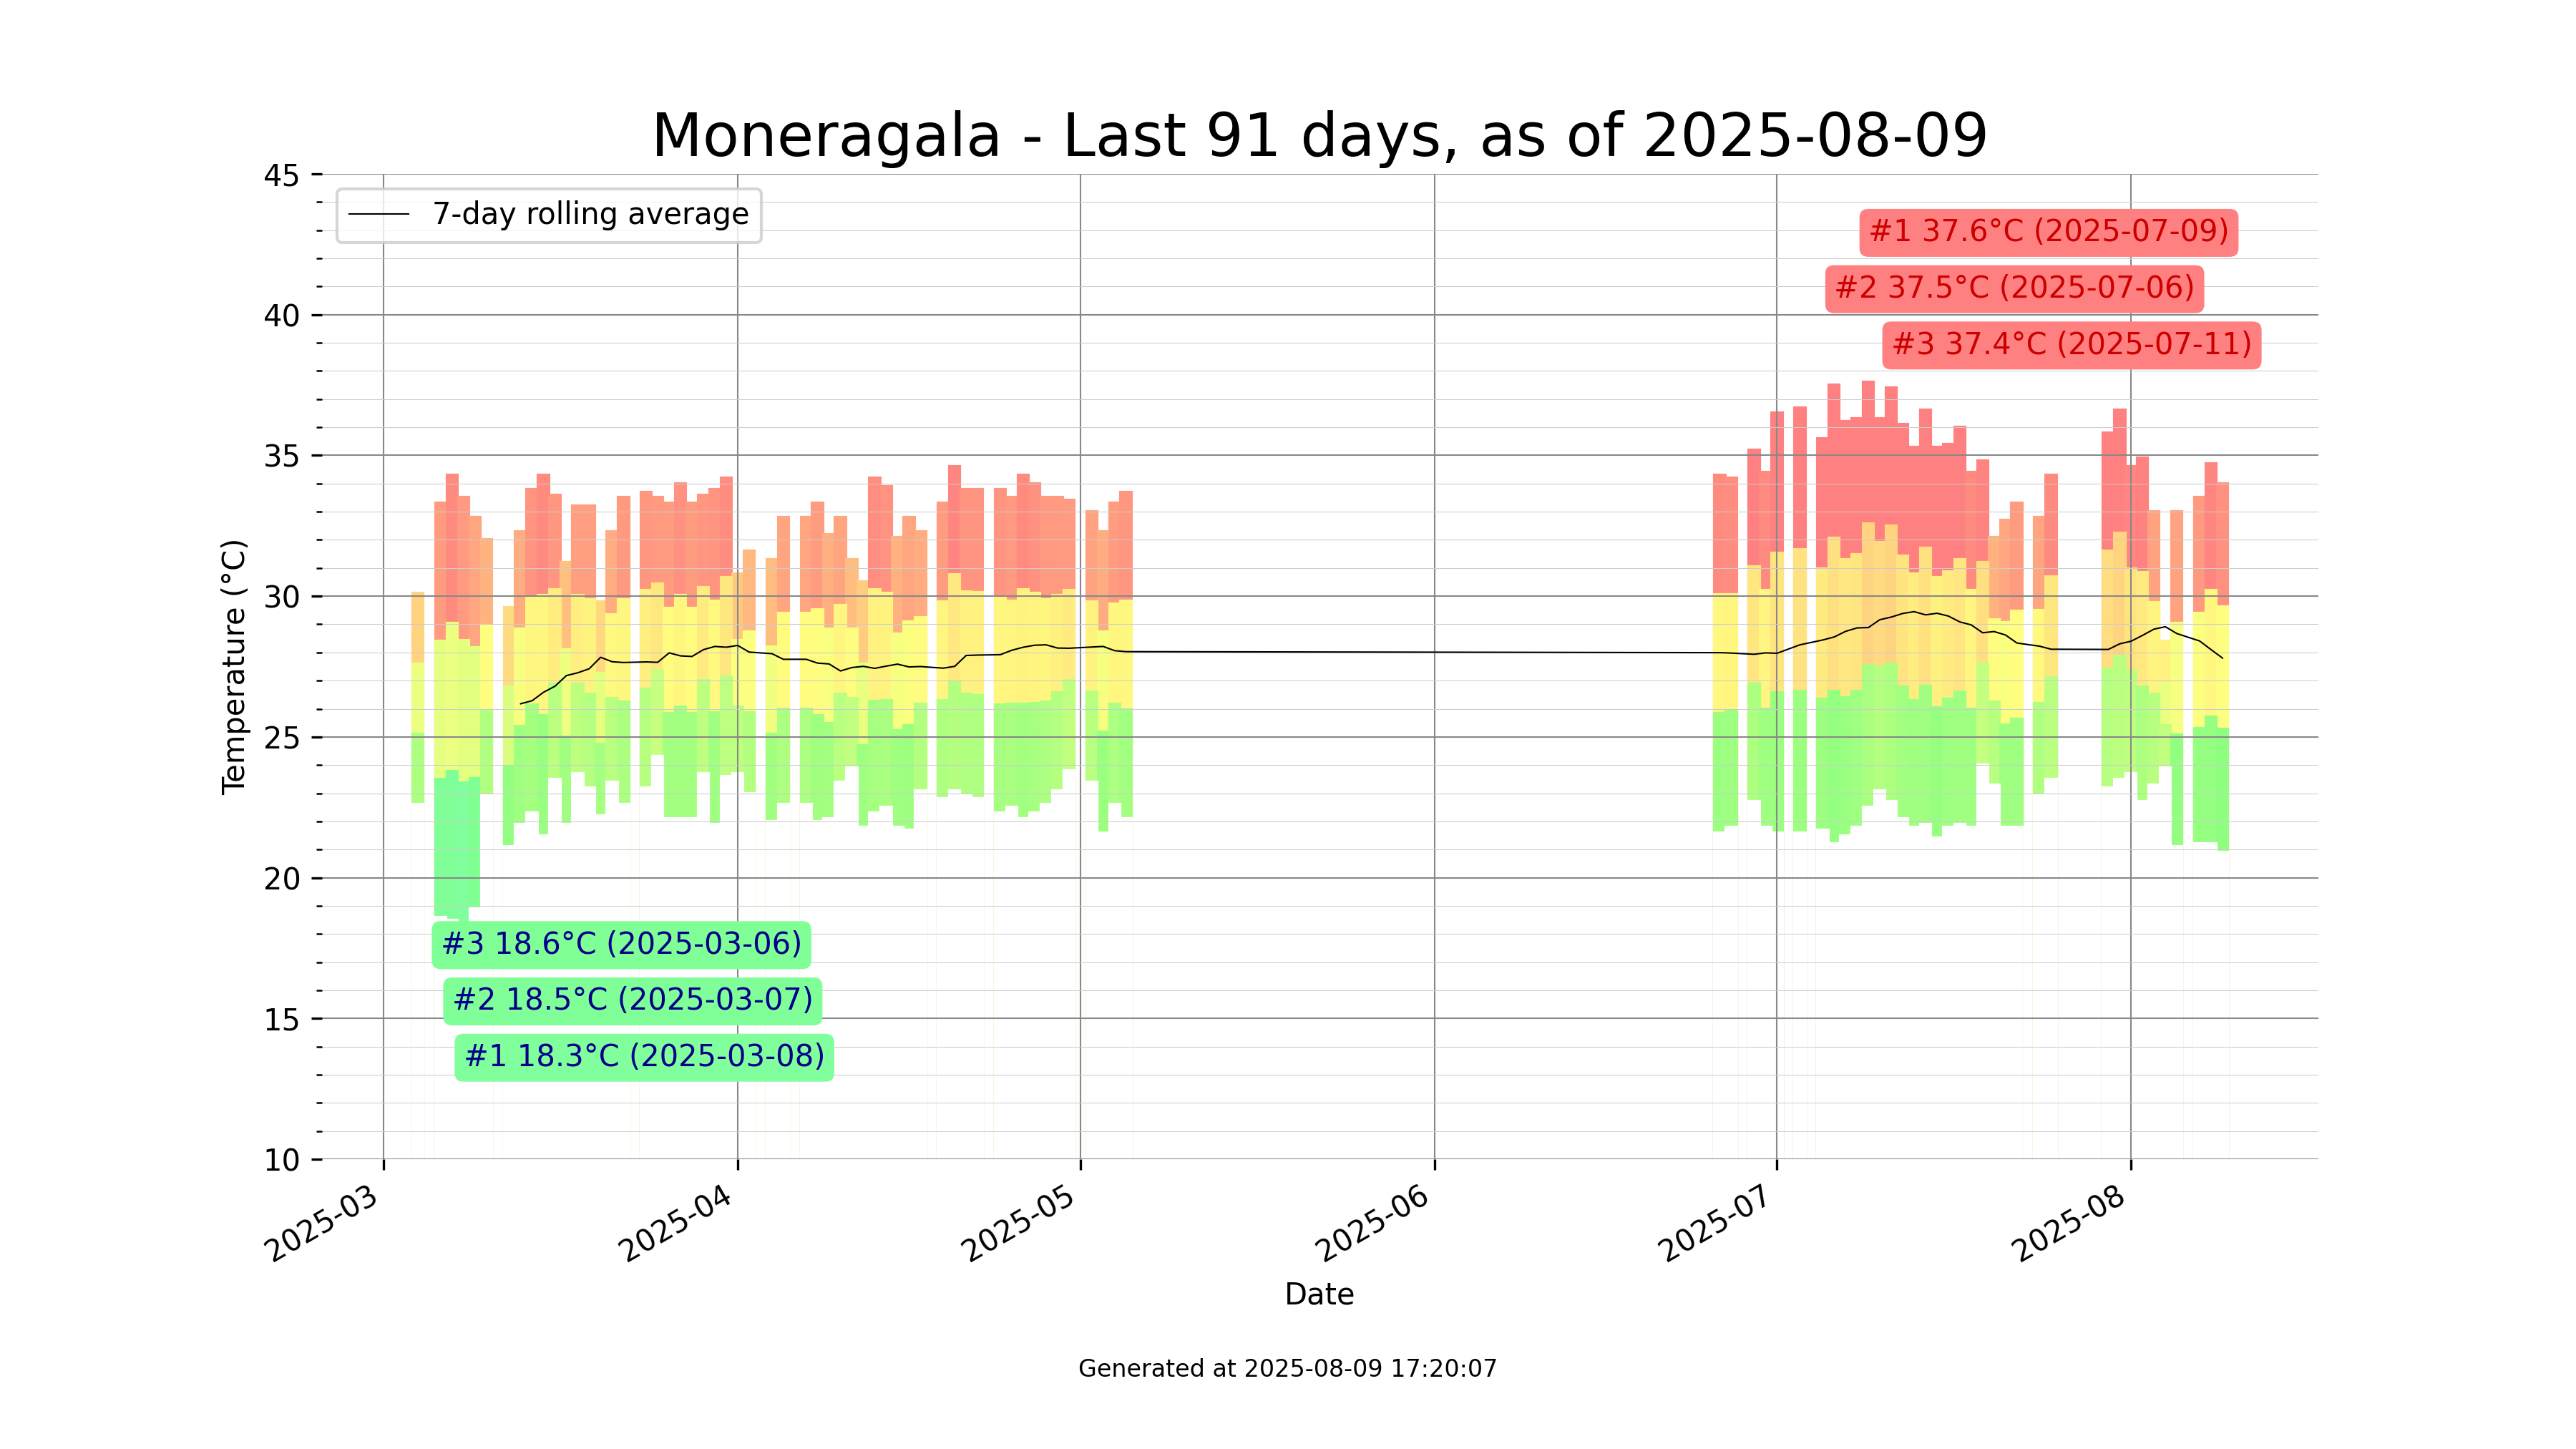 Moneragala - Last 91 days, as of 2025-08-09
45
40
35
30
25
20
15
10
Temperature (°C)
7-day rolling average
#1 37.6°C (2025-07-09)
#2 37.5°C (2025-07-06)
#3 37.4°C (2025-07-11)
#3 18.6°C (2025-03-06)
#2 18.5°C (2025-03-07)
#1 18.3°C (2025-03-08)
2025-03
2025-04
2025-05
2025-06
2025-07
2025-08
Date
Generated at 2025-08-09 17:20:07